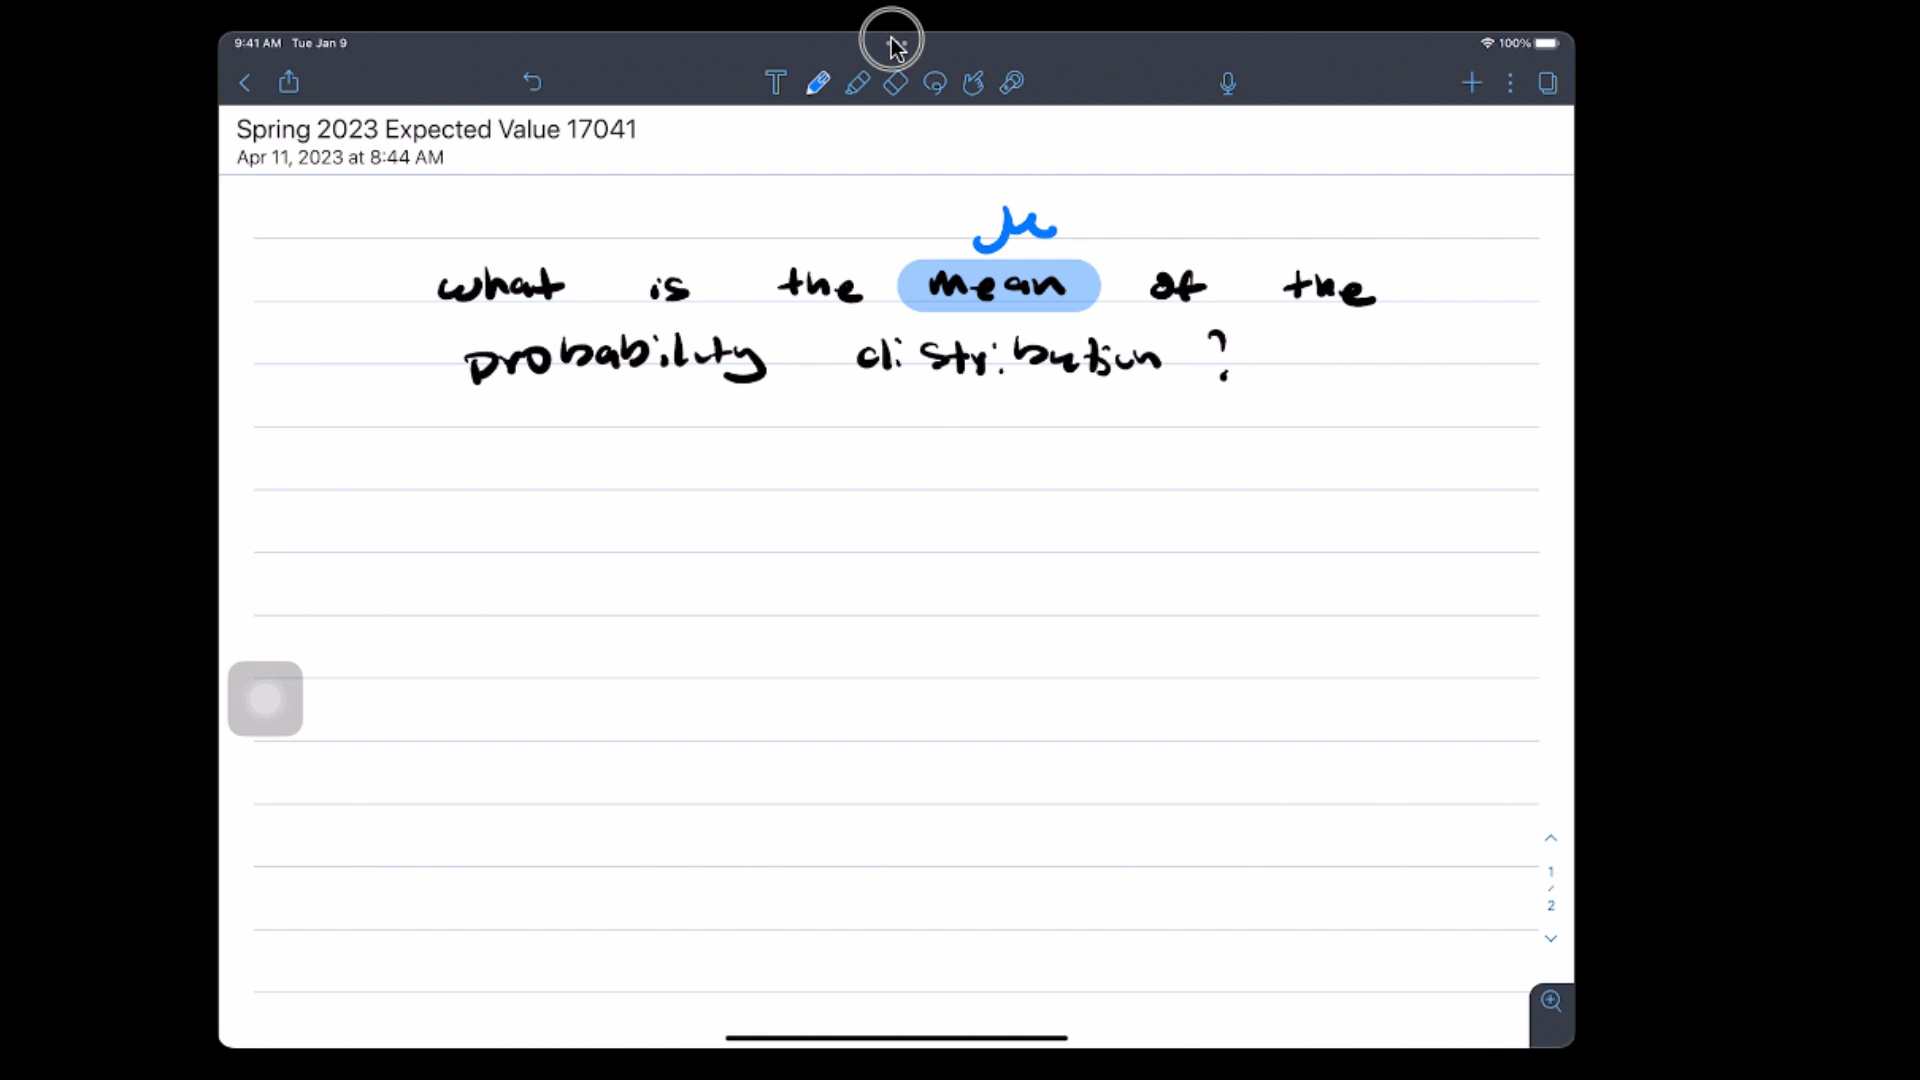 9:41 AM Tue Jan 9
100%
Spring 2023 Expected Value 17041
Apr 11, 2023 at 8:44 AM
μ
what is the mean of the
probability distribution ?
1
/
2